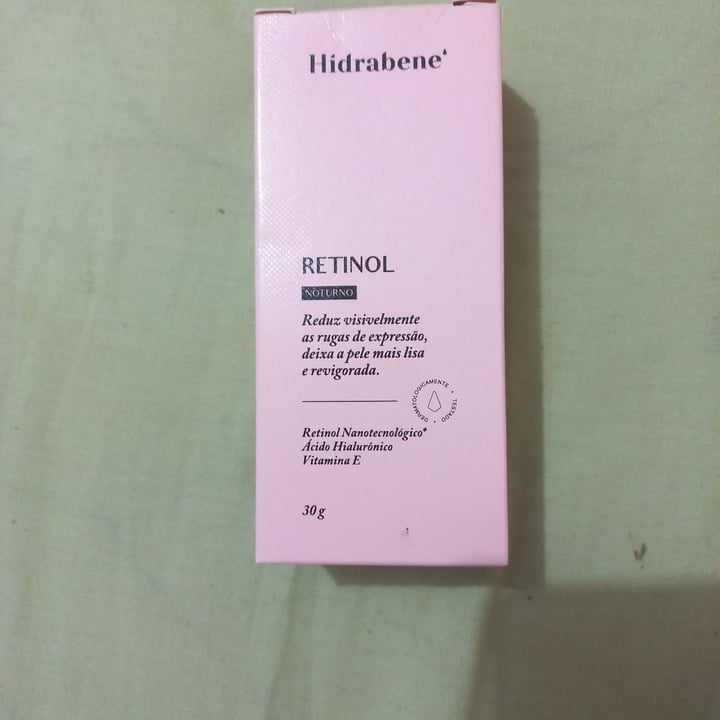 Hidrabene
RETINOL
NOTURNO
Reduz visivelmente
as rugas de expressão,
deixa a pele mais lisa
e revigorada.
DERMATOLOGICAMENTE • TESTADO •
Retinol Nanotecnológico*
Ácido Hialurônico
Vitamina E
30 g